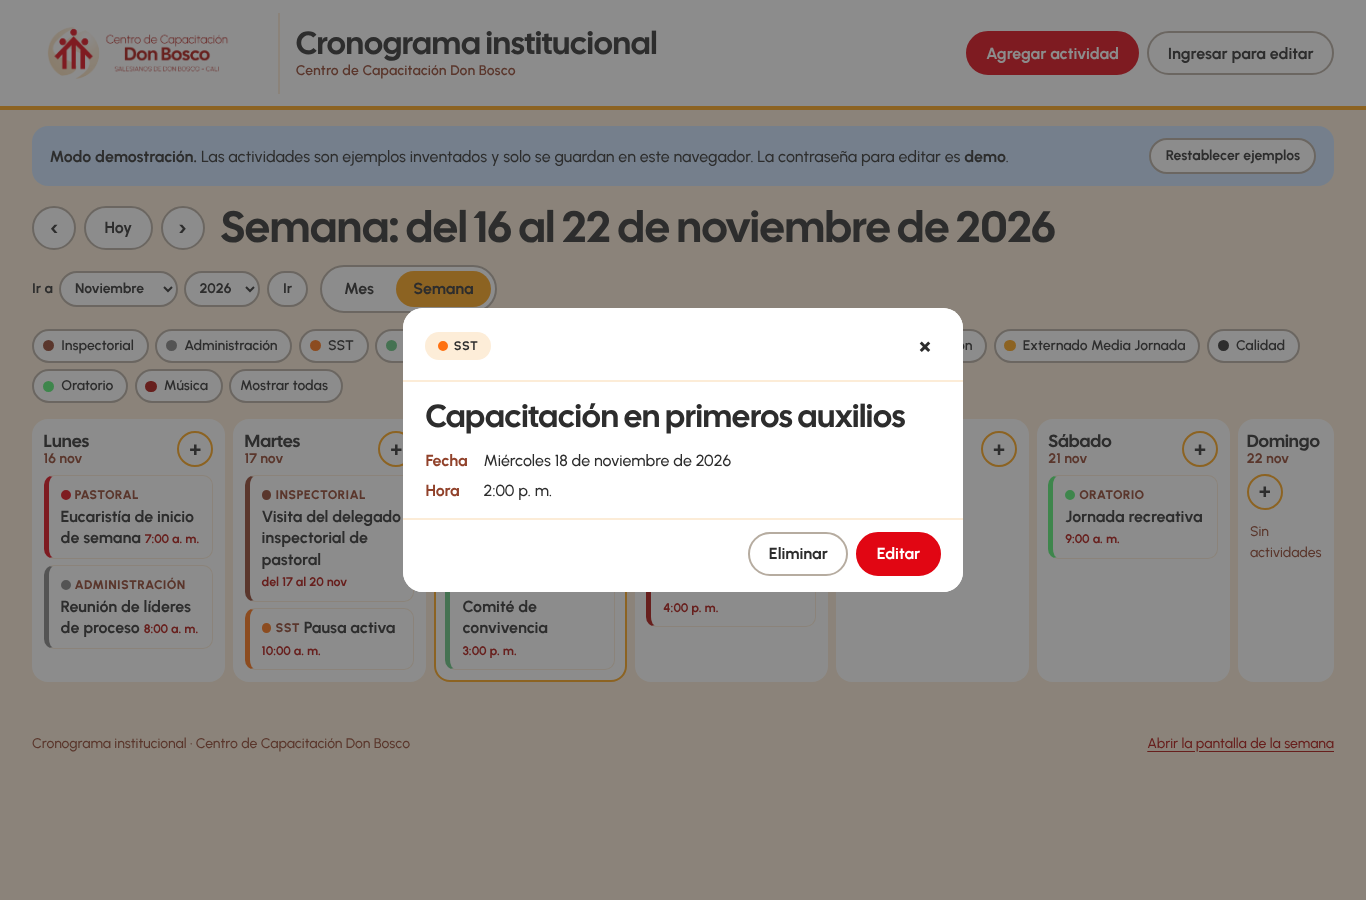 Centro de Capacitación
Don Bosco
SALESIANOS DE DON BOSCO • CALI
Cronograma institucional
Centro de Capacitación Don Bosco
Agregar actividad
Ingresar para editar
Modo demostración. Las actividades son ejemplos inventados y solo se guardan en este navegador. La contraseña para editar es demo.
Restablecer ejemplos
‹
Hoy
›
Semana: del 16 al 22 de noviembre de 2026
Ir a
Noviembre
2026
Ir
Mes
Semana
Inspectorial
Administración
SST
Externado Media Jornada
Calidad
Oratorio
Música
Mostrar todas
SST
×
Capacitación en primeros auxilios
Fecha Miércoles 18 de noviembre de 2026
Hora 2:00 p. m.
Eliminar
Editar
Lunes
16 nov
+
PASTORAL
Eucaristía de inicio
de semana 7:00 a. m.
ADMINISTRACIÓN
Reunión de líderes
de proceso 8:00 a. m.
Martes
17 nov
+
INSPECTORIAL
Visita del delegado
inspectorial de
pastoral
del 17 al 20 nov
SST Pausa activa
10:00 a. m.
Comité de
convivencia
3:00 p. m.
4:00 p. m.
+
Sábado
21 nov
+
ORATORIO
Jornada recreativa
9:00 a. m.
Domingo
22 nov
+
Sin
actividades
Cronograma institucional · Centro de Capacitación Don Bosco
Abrir la pantalla de la semana